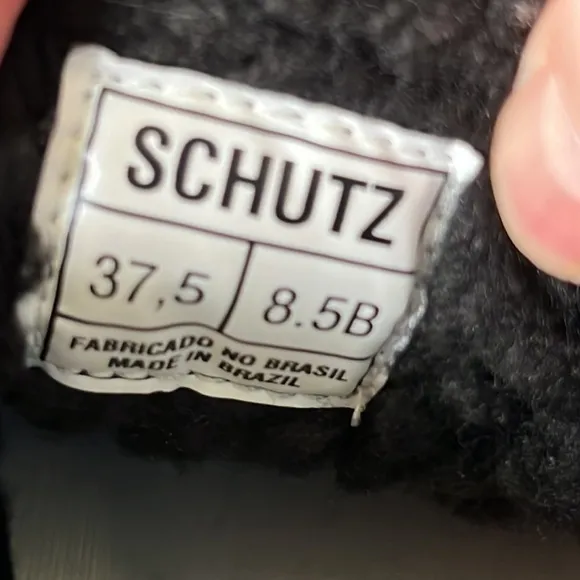 SCHUTZ
37,5 8.5B
FABRICADO NO BRASIL
MADE IN BRAZIL